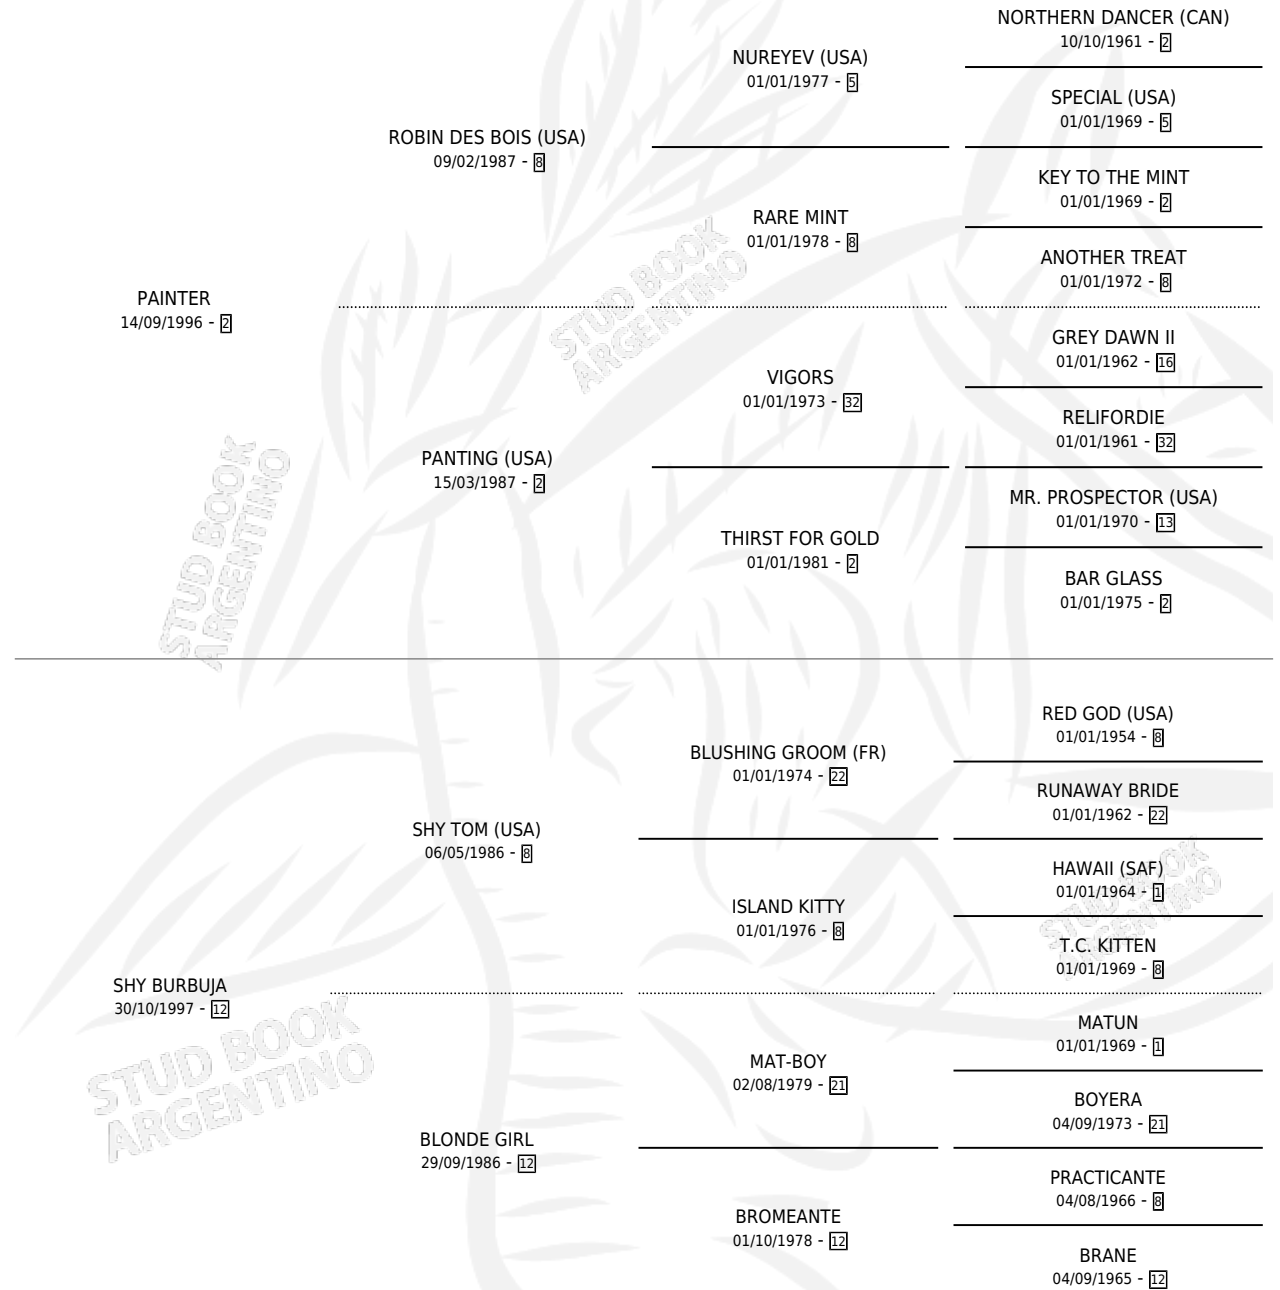 NORTHERN DANCER (CAN)
10/10/1961 - 2
NUREYEV (USA)
01/01/1977 - 5
SPECIAL (USA)
01/01/1969 - 5
ROBIN DES BOIS (USA)
09/02/1987 - 8
KEY TO THE MINT
01/01/1969 - 2
RARE MINT
01/01/1978 - 8
ANOTHER TREAT
01/01/1972 - 8
PAINTER
14/09/1996 - 2
GREY DAWN II
01/01/1962 - 16
VIGORS
01/01/1973 - 32
RELIFORDIE
01/01/1961 - 32
PANTING (USA)
15/03/1987 - 2
MR. PROSPECTOR (USA)
01/01/1970 - 13
THIRST FOR GOLD
01/01/1981 - 2
BAR GLASS
01/01/1975 - 2
RED GOD (USA)
01/01/1954 - 8
BLUSHING GROOM (FR)
01/01/1974 - 22
RUNAWAY BRIDE
01/01/1962 - 22
SHY TOM (USA)
06/05/1986 - 8
HAWAII (SAF)
01/01/1964 - 1
ISLAND KITTY
01/01/1976 - 8
T.C. KITTEN
01/01/1969 - 8
SHY BURBUJA
30/10/1997 - 12
MATUN
01/01/1969 - 1
MAT-BOY
02/08/1979 - 21
BOYERA
04/09/1973 - 21
BLONDE GIRL
29/09/1986 - 12
PRACTICANTE
04/08/1966 - 8
BROMEANTE
01/10/1978 - 12
BRANE
04/09/1965 - 12
STUD BOOK
ARGENTINO
STUD BOOK
ARGENTINO
STUD BOOK
ARGENTINO
STUD BOOK
ARGENTINO